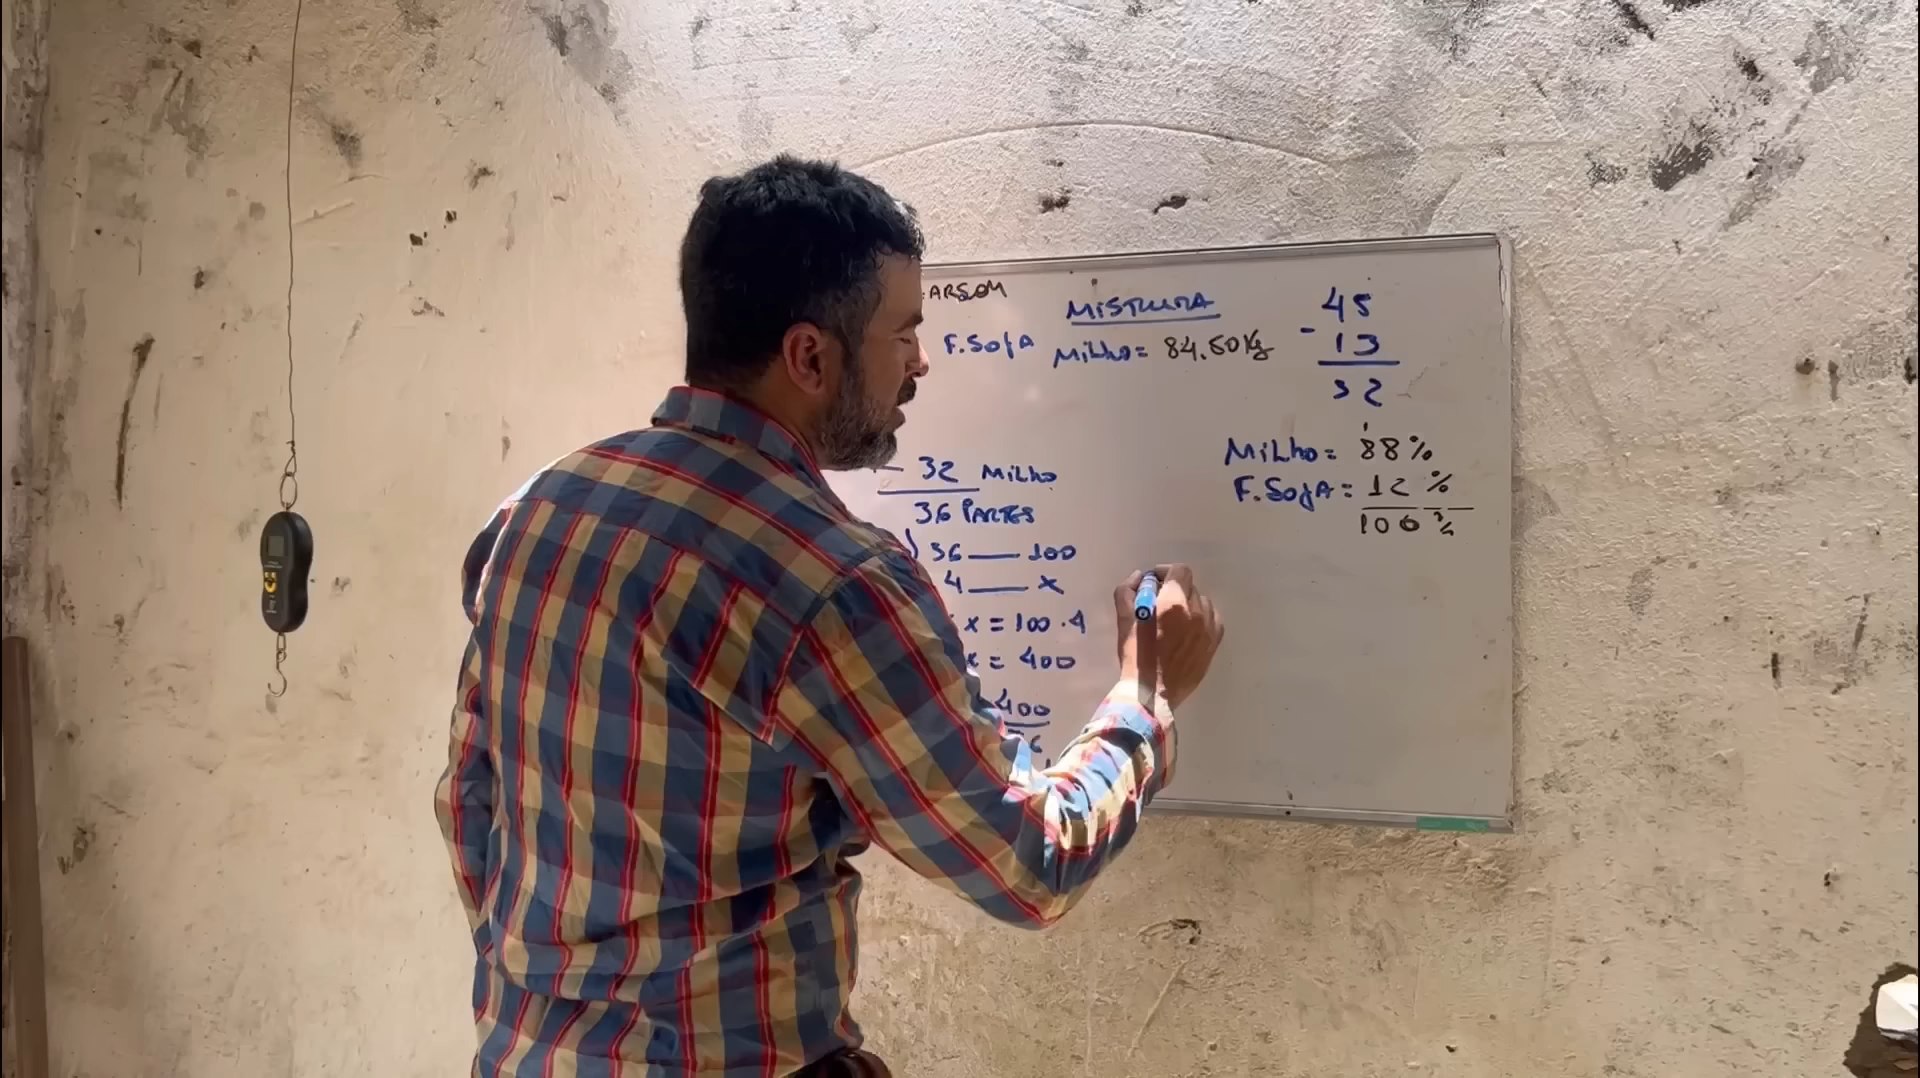 ARSOM
MISTURA
F.SOJA
MiLho= 84.50Kg
45
- 13
32
32 MiLho
36 PARTES
36 — 100
4 — x
x = 100 . 4
x = 400
400
MiLho= 88%
F.SOJA= 12 %
100 %